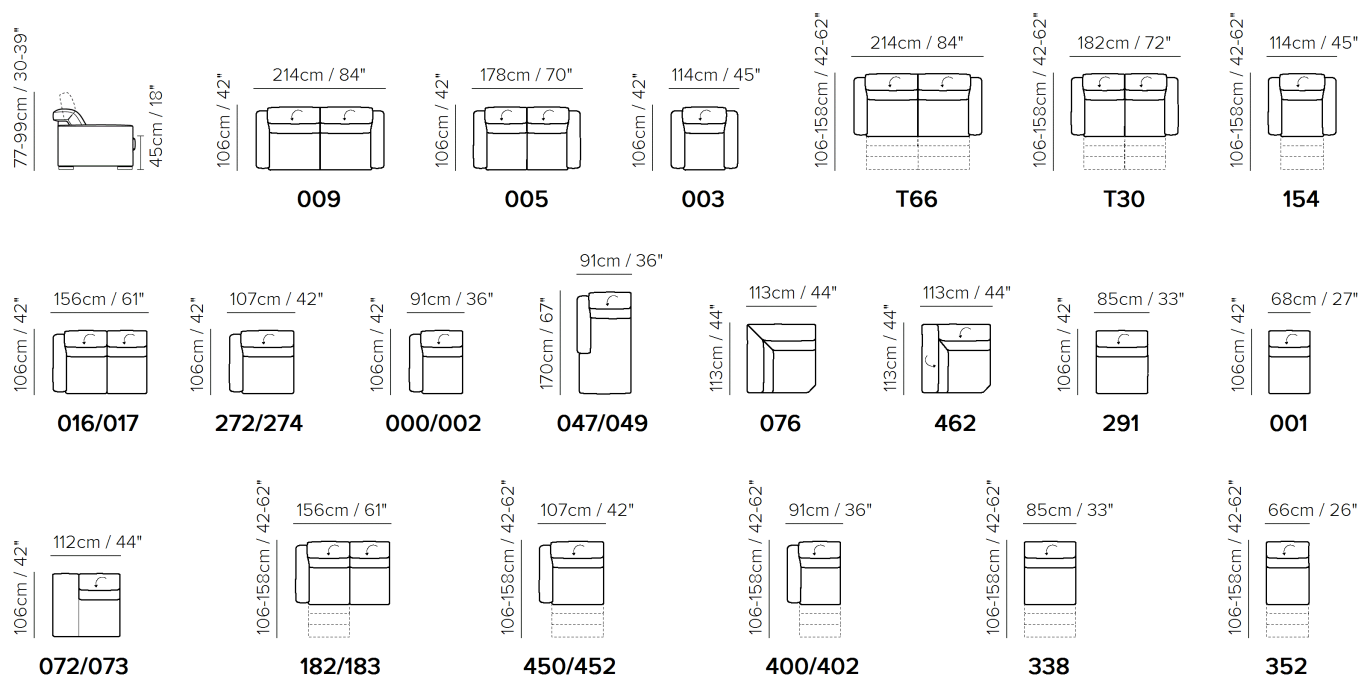 77-99cm / 30-39"
45cm / 18"
106cm / 42"
214cm / 84"
009
106cm / 42"
178cm / 70"
005
106cm / 42"
114cm / 45"
003
106-158cm / 42-62"
214cm / 84"
T66
106-158cm / 42-62"
182cm / 72"
T30
106-158cm / 42-62"
114cm / 45"
154
106cm / 42"
156cm / 61"
016/017
106cm / 42"
107cm / 42"
272/274
106cm / 42"
91cm / 36"
000/002
170cm / 67"
91cm / 36"
047/049
113cm / 44"
113cm / 44"
076
113cm / 44"
113cm / 44"
462
106cm / 42"
85cm / 33"
291
106cm / 42"
68cm / 27"
001
106cm / 42"
112cm / 44"
072/073
106-158cm / 42-62"
156cm / 61"
182/183
106-158cm / 42-62"
107cm / 42"
450/452
106-158cm / 42-62"
91cm / 36"
400/402
106-158cm / 42-62"
85cm / 33"
338
106-158cm / 42-62"
66cm / 26"
352